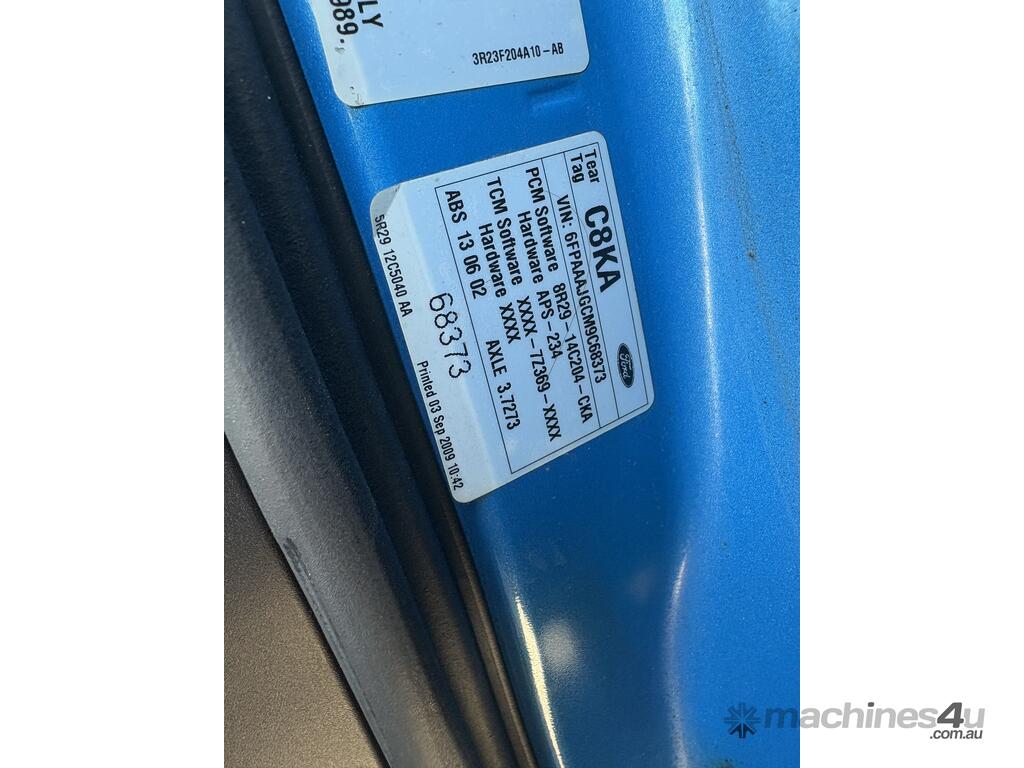 LY
989.
3R23F204A10-AB
Tear Tag C8KA Ford
VIN: 6FPAAAJGCM9C68373
PCM Software 8R29-14C204-CKA
Hardware APS-234
TCM Software XXXX-7Z369-XXXX
Hardware XXXX
ABS 13 06 02 AXLE 3.7273
68373
5R29 12C5040 AA Printed 03 Sep 2009 10:42
machines4u
.com.au